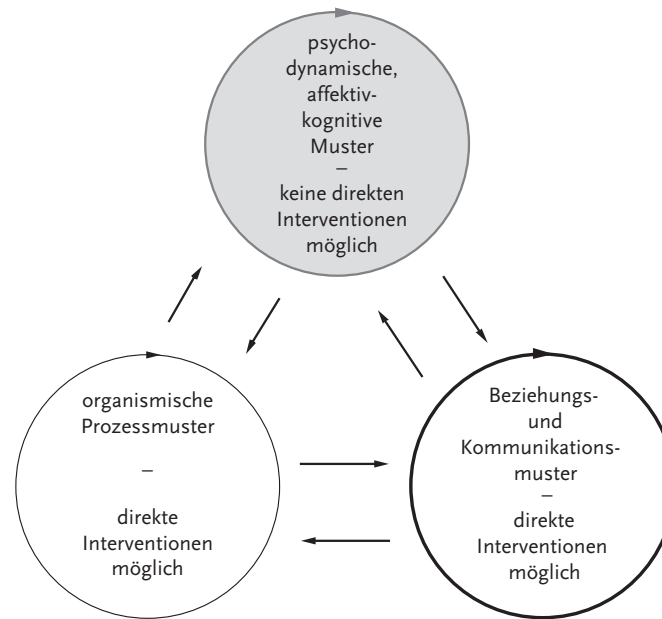 psycho-
dynamische,
affektiv-
kognitive
Muster
–
keine direkten
Interventionen
möglich
organismische
Prozessmuster
–
direkte
Interventionen
möglich
Beziehungs-
und
Kommunikations-
muster
–
direkte
Interventionen
möglich